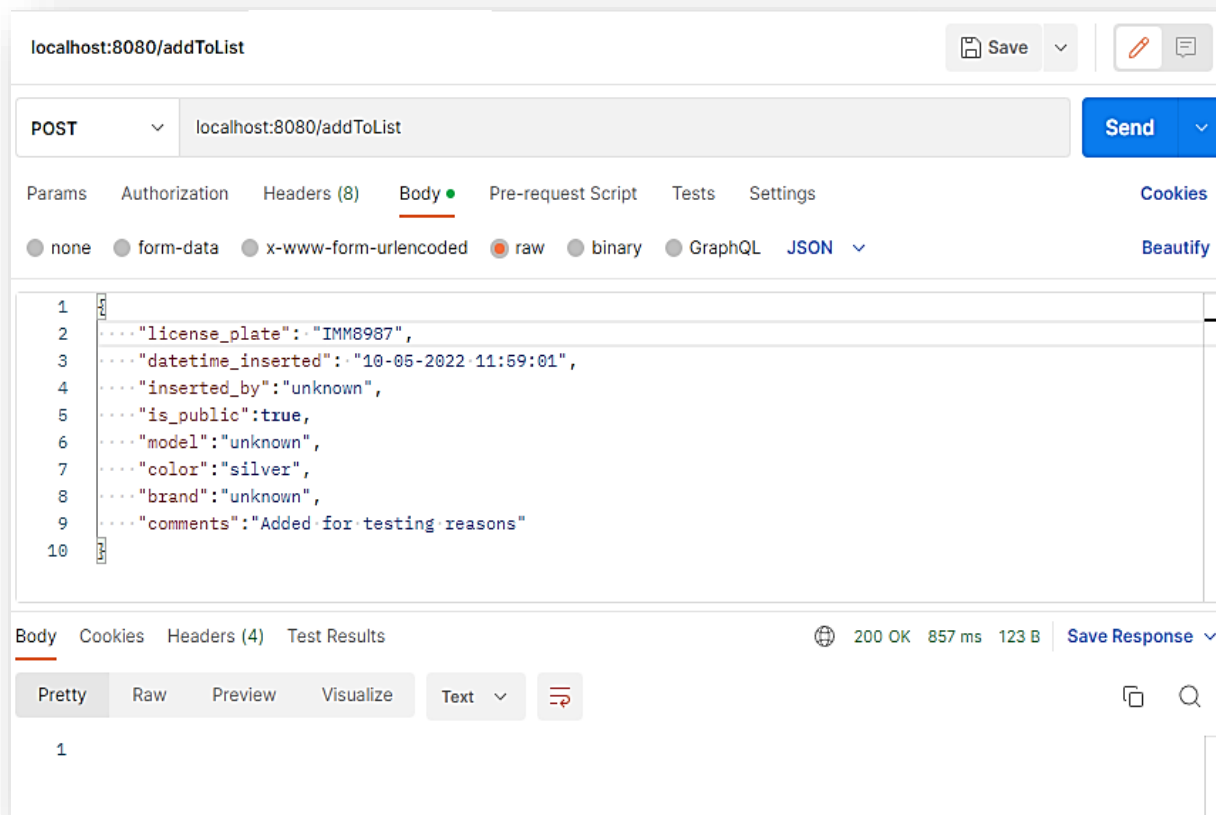 localhost:8080/addToList Save
POST localhost:8080/addToList Send
Params Authorization Headers (8) Body Pre-request Script Tests Settings Cookies
none form-data x-www-form-urlencoded raw binary GraphQL JSON Beautify
1 {
2 ····"license_plate":·"IMM8987",
3 ····"datetime_inserted":·"10-05-2022·11:59:01",
4 ····"inserted_by":"unknown",
5 ····"is_public":true,
6 ····"model":"unknown",
7 ····"color":"silver",
8 ····"brand":"unknown",
9 ····"comments":"Added·for·testing·reasons"
10 }
Body Cookies Headers (4) Test Results 200 OK 857 ms 123 B Save Response
Pretty Raw Preview Visualize Text
1